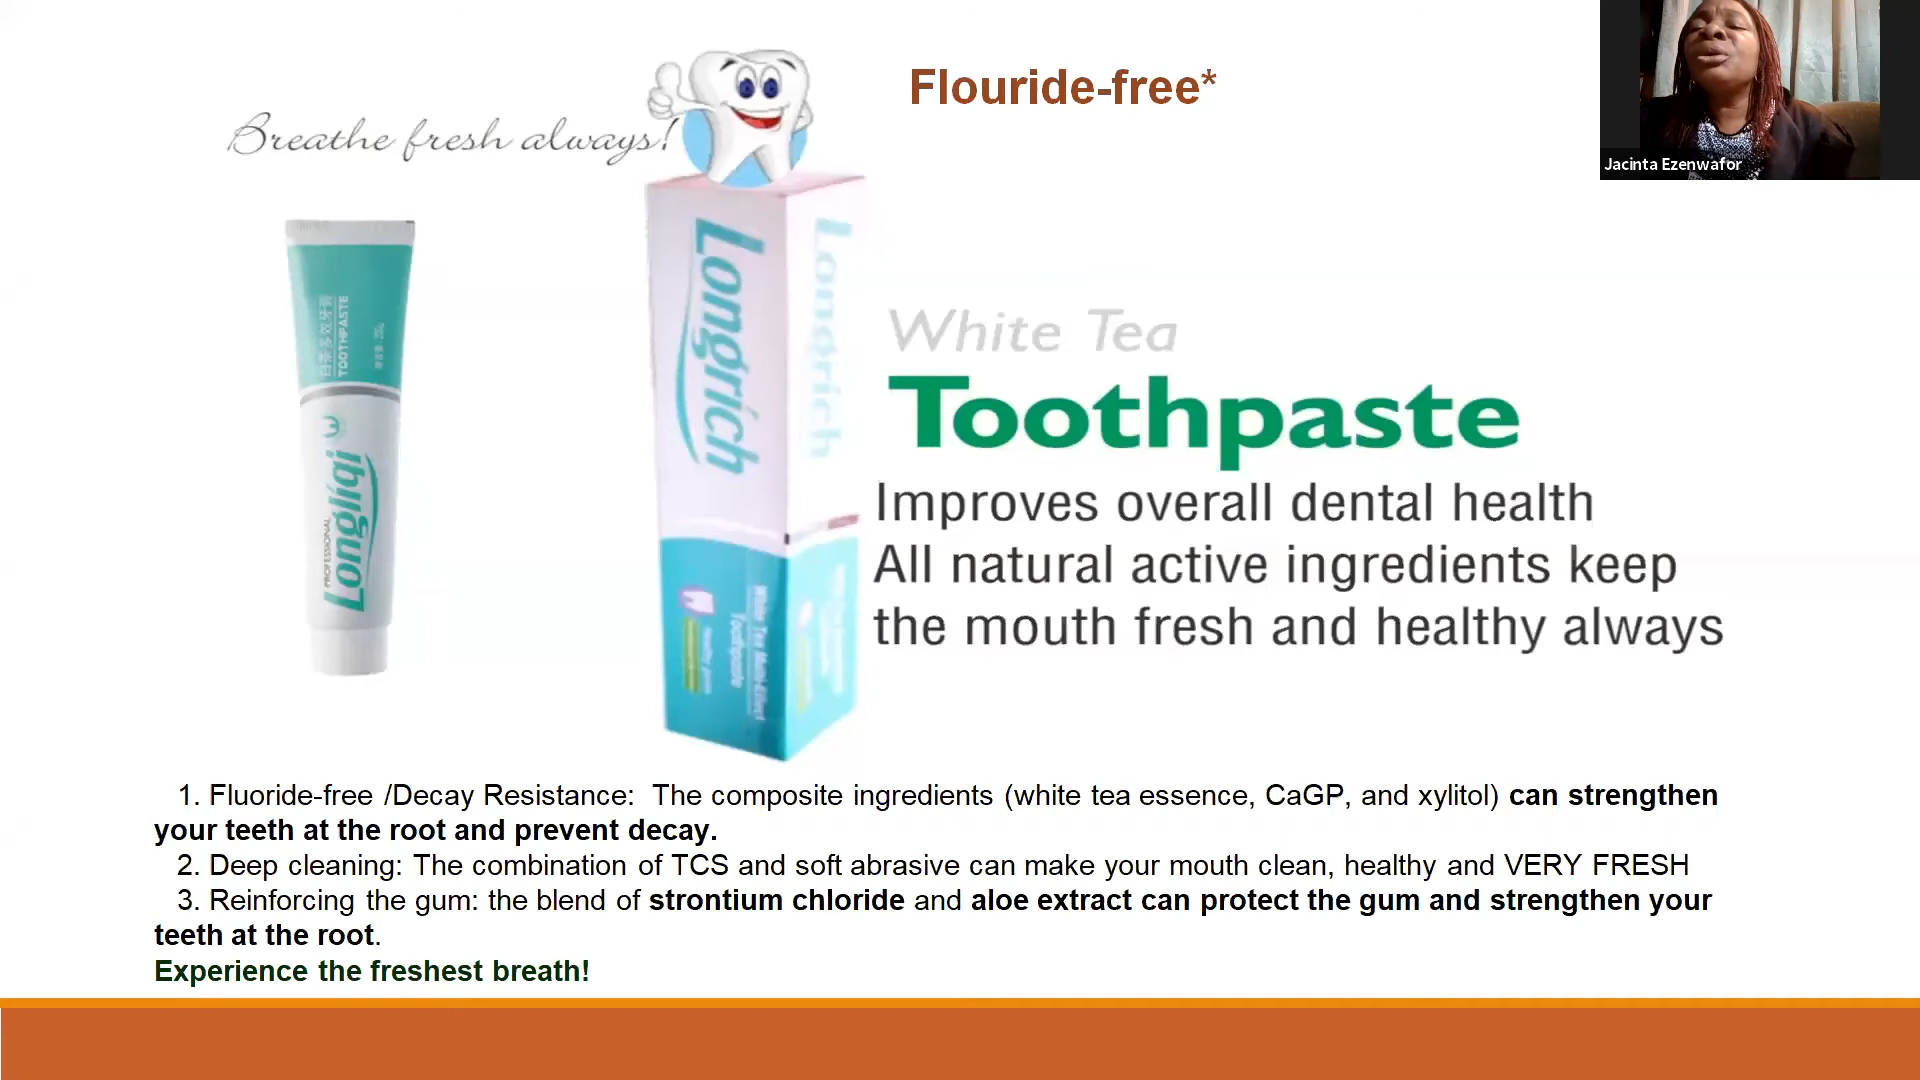 Flouride-free*
Breathe fresh always!
Jacinta Ezenwafor
Longrich
Longrich
White Tea Multi-Effect
Toothpaste
TOOTHPASTE
PROFESSIONAL
Longliqi
White Tea
Toothpaste
Improves overall dental health
All natural active ingredients keep
the mouth fresh and healthy always
1. Fluoride-free /Decay Resistance: The composite ingredients (white tea essence, CaGP, and xylitol) can strengthen
your teeth at the root and prevent decay.
2. Deep cleaning: The combination of TCS and soft abrasive can make your mouth clean, healthy and VERY FRESH
3. Reinforcing the gum: the blend of strontium chloride and aloe extract can protect the gum and strengthen your
teeth at the root.
Experience the freshest breath!